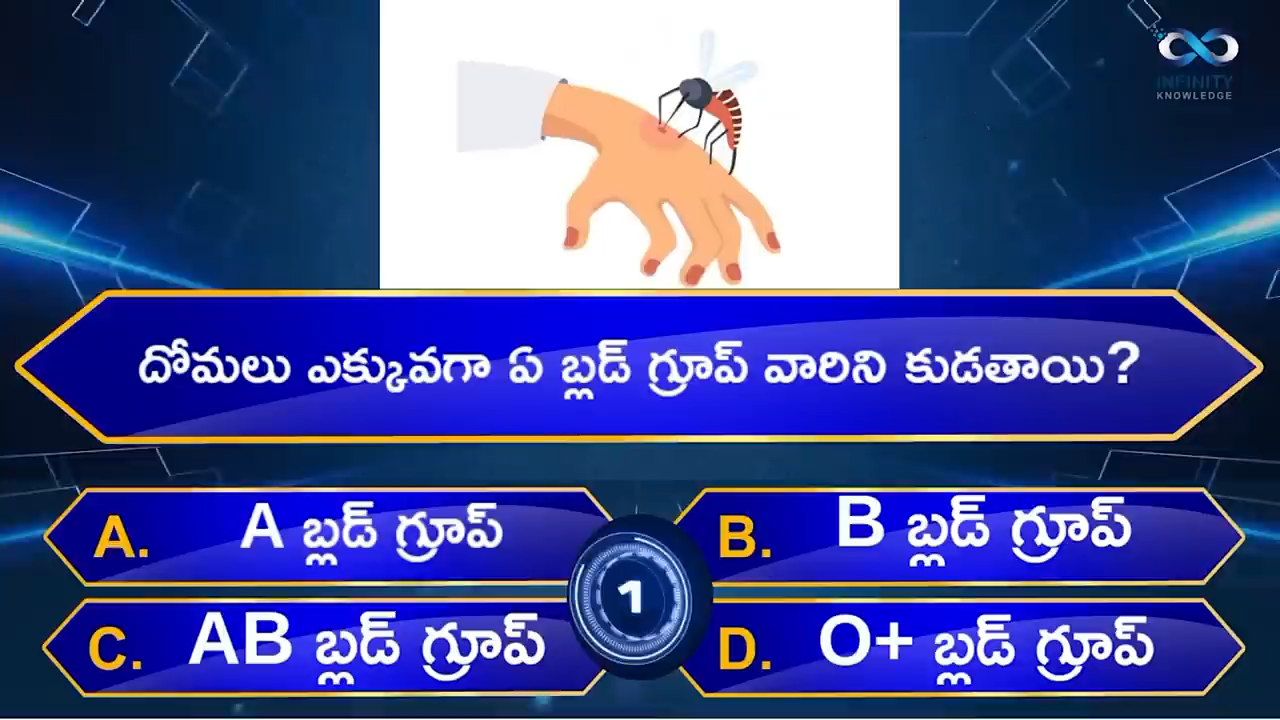 INFINITY
KNOWLEDGE
దోమలు ఎక్కువగా ఏ బ్లడ్ గ్రూప్ వారిని కుడతాయి?
A. A బ్లడ్ గ్రూప్
B. B బ్లడ్ గ్రూప్
1
C. AB బ్లడ్ గ్రూప్
D. O+ బ్లడ్ గ్రూప్